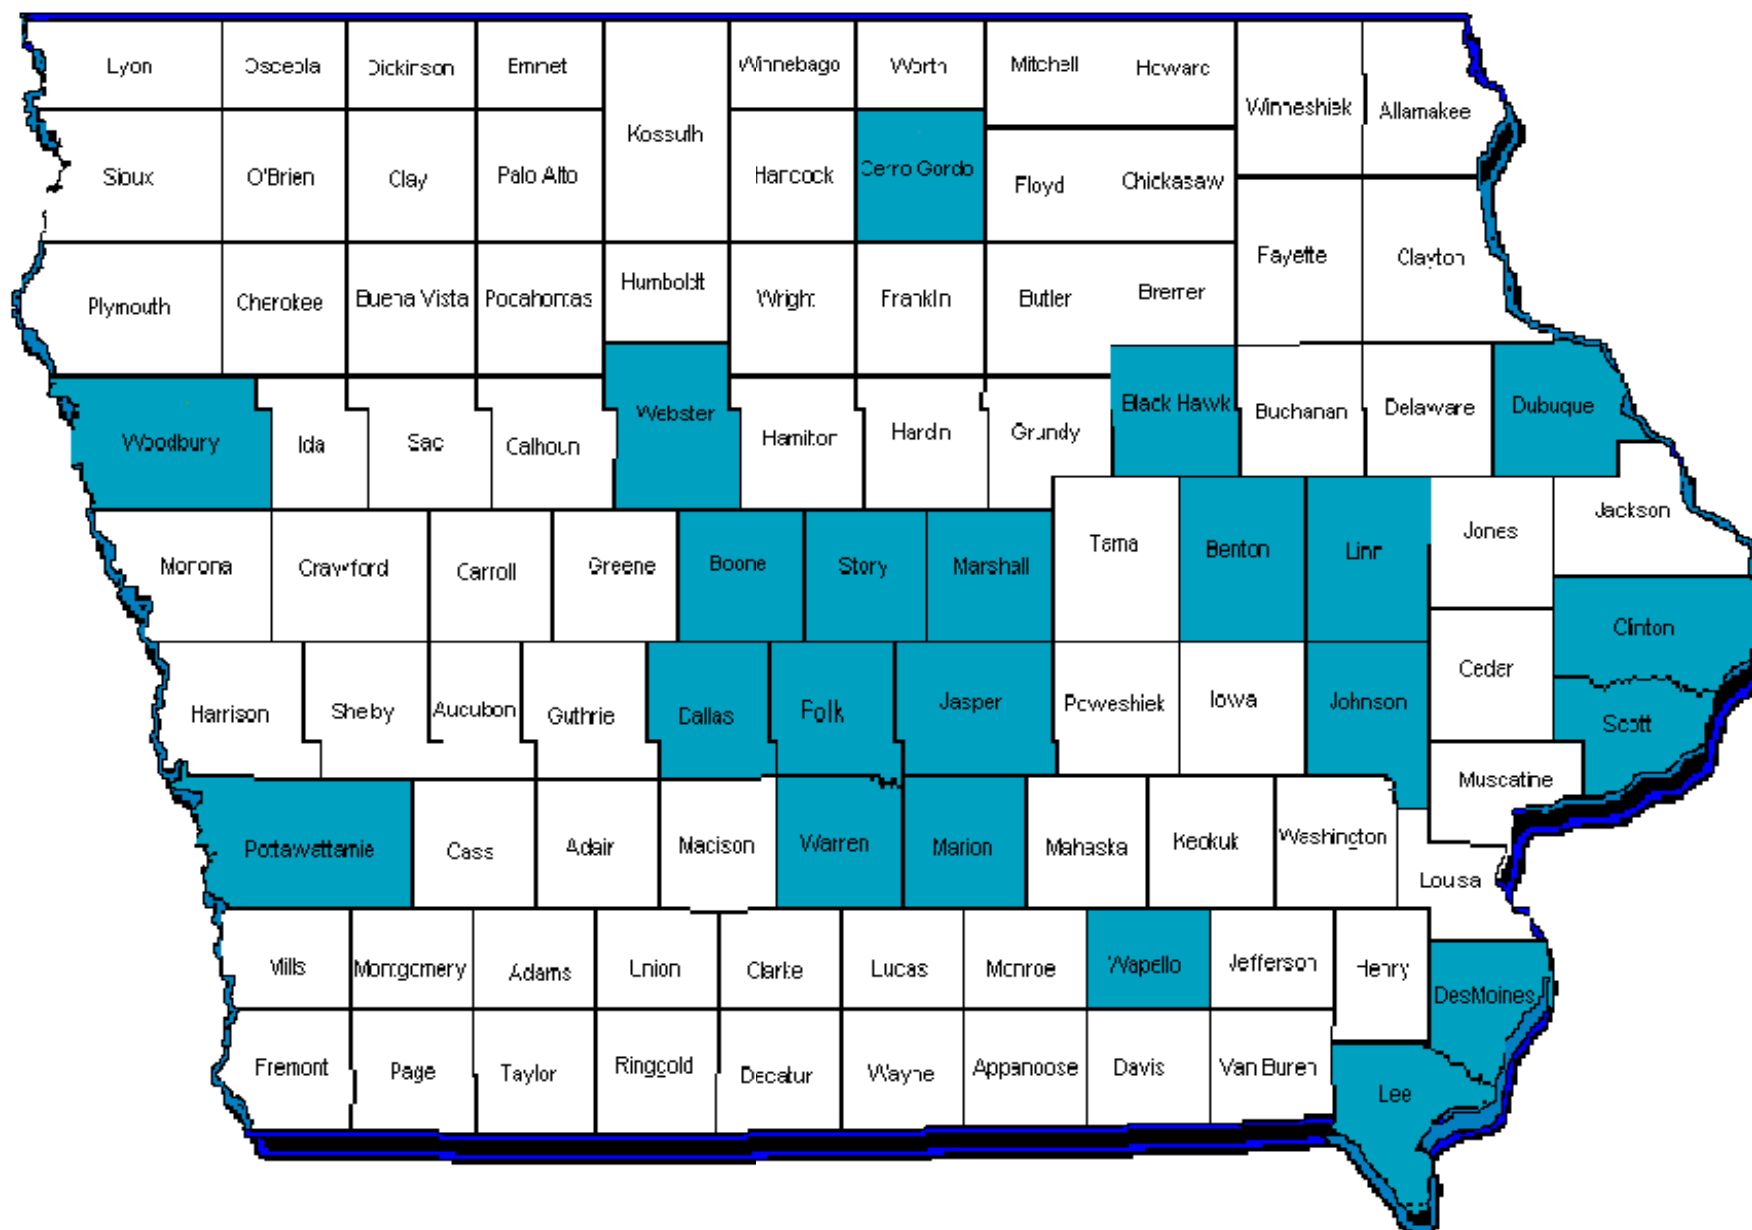 Lyon
Osceola
Dickinson
Emmet
Winnebago
Worth
Mitchell
Howard
Kossuth
Winneshiek
Allamakee
Sioux
O'Brien
Clay
Palo Alto
Hancock
Cerro Gordo
Floyd
Chickasaw
Plymouth
Cherokee
Buena Vista
Pocahontas
Humboldt
Wright
Franklin
Butler
Bremer
Fayette
Clayton
Woodbury
Ida
Sac
Calhoun
Webster
Hamilton
Hardin
Grundy
Black Hawk
Buchanan
Delaware
Dubuque
Monona
Crawford
Carroll
Greene
Boone
Story
Marshall
Tama
Benton
Linn
Jones
Jackson
Clinton
Harrison
Shelby
Audubon
Guthrie
Dallas
Polk
Jasper
Poweshiek
Iowa
Johnson
Cedar
Scott
Muscatine
Pottawattamie
Cass
Adair
Madison
Warren
Marion
Mahaska
Keokuk
Washington
Louisa
Mills
Montgomery
Adams
Union
Clarke
Lucas
Monroe
Wapello
Jefferson
Henry
DesMoines
Fremont
Page
Taylor
Ringgold
Decatur
Wayne
Appanoose
Davis
Van Buren
Lee